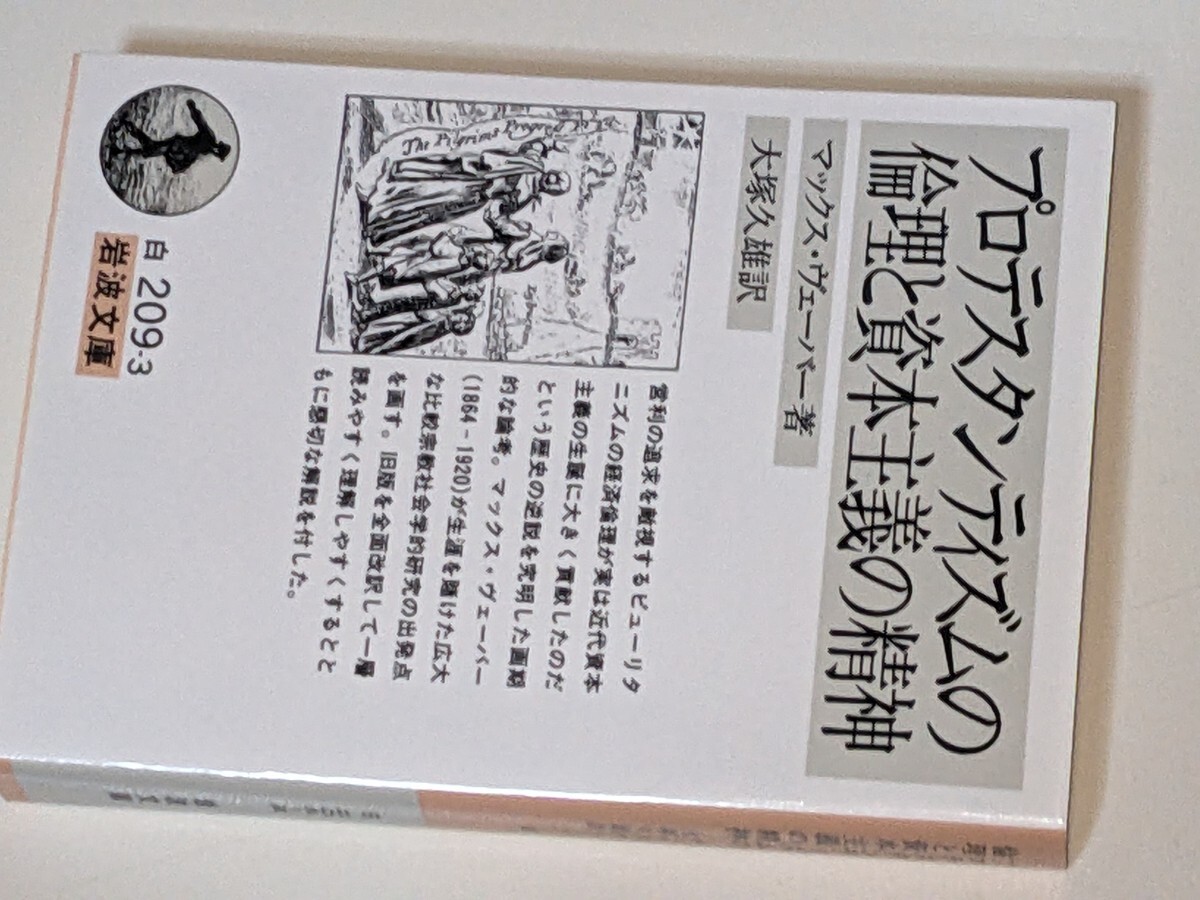 プロテスタンティズムの
倫理と資本主義の精神
マックス・ヴェーバー著
大塚久雄訳
The Pilgrims Progre
営利の追求を敵視するピューリタ
ニズムの経済倫理が実は近代資本
主義の生誕に大きく貢献したのだ
という歴史の逆説を究明した画期
的な論考。マックス・ヴェーバー
(1864-1920)が生涯を賭けた広大
な比較宗教社会学的研究の出発点
を画す。旧版を全面改訳して一層
読みやすく理解しやすくするとと
もに懇切な解説を付した。
白 209-3
岩波文庫